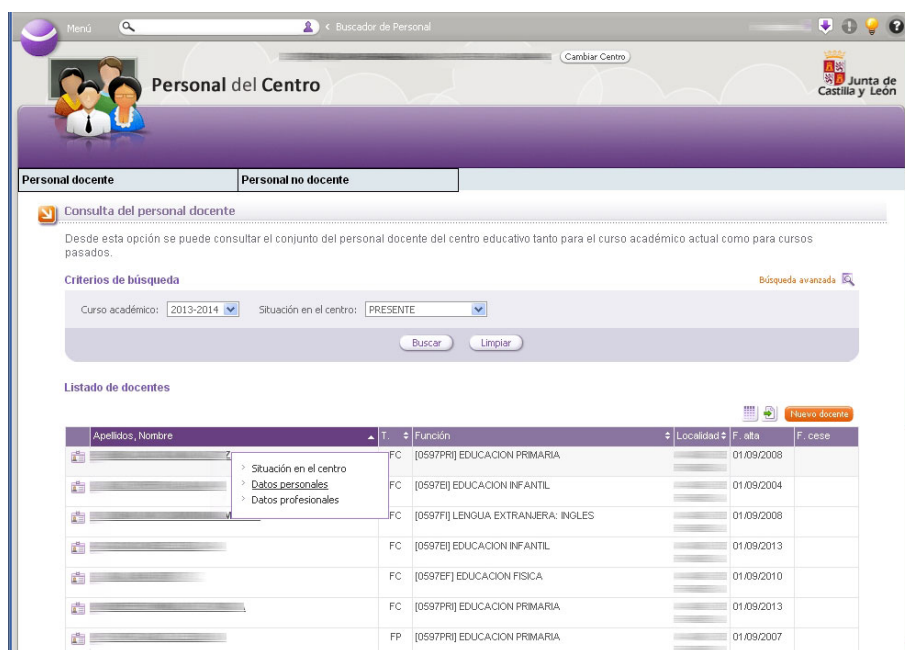 Menú
< Buscador de Personal
Cambiar Centro
Personal del Centro
Junta de
Castilla y León
Personal docente Personal no docente
Consulta del personal docente
Desde esta opción se puede consultar el conjunto del personal docente del centro educativo tanto para el curso académico actual como para cursos
pasados.
Criterios de búsqueda Búsqueda avanzada
Curso académico: 2013-2014 Situación en el centro: PRESENTE
Buscar Limpiar
Listado de docentes
Nuevo docente
Apellidos, Nombre T. Función Localidad F. alta F. cese
FC [0597PRI] EDUCACION PRIMARIA 01/09/2008
> Situación en el centro
> Datos personales
> Datos profesionales
FC [0597EI] EDUCACION INFANTIL 01/09/2004
FC [0597FI] LENGUA EXTRANJERA: INGLES 01/09/2008
FC [0597EI] EDUCACION INFANTIL 01/09/2013
FC [0597EF] EDUCACION FISICA 01/09/2010
FC [0597PRI] EDUCACION PRIMARIA 01/09/2013
FP [0597PRI] EDUCACION PRIMARIA 01/09/2007